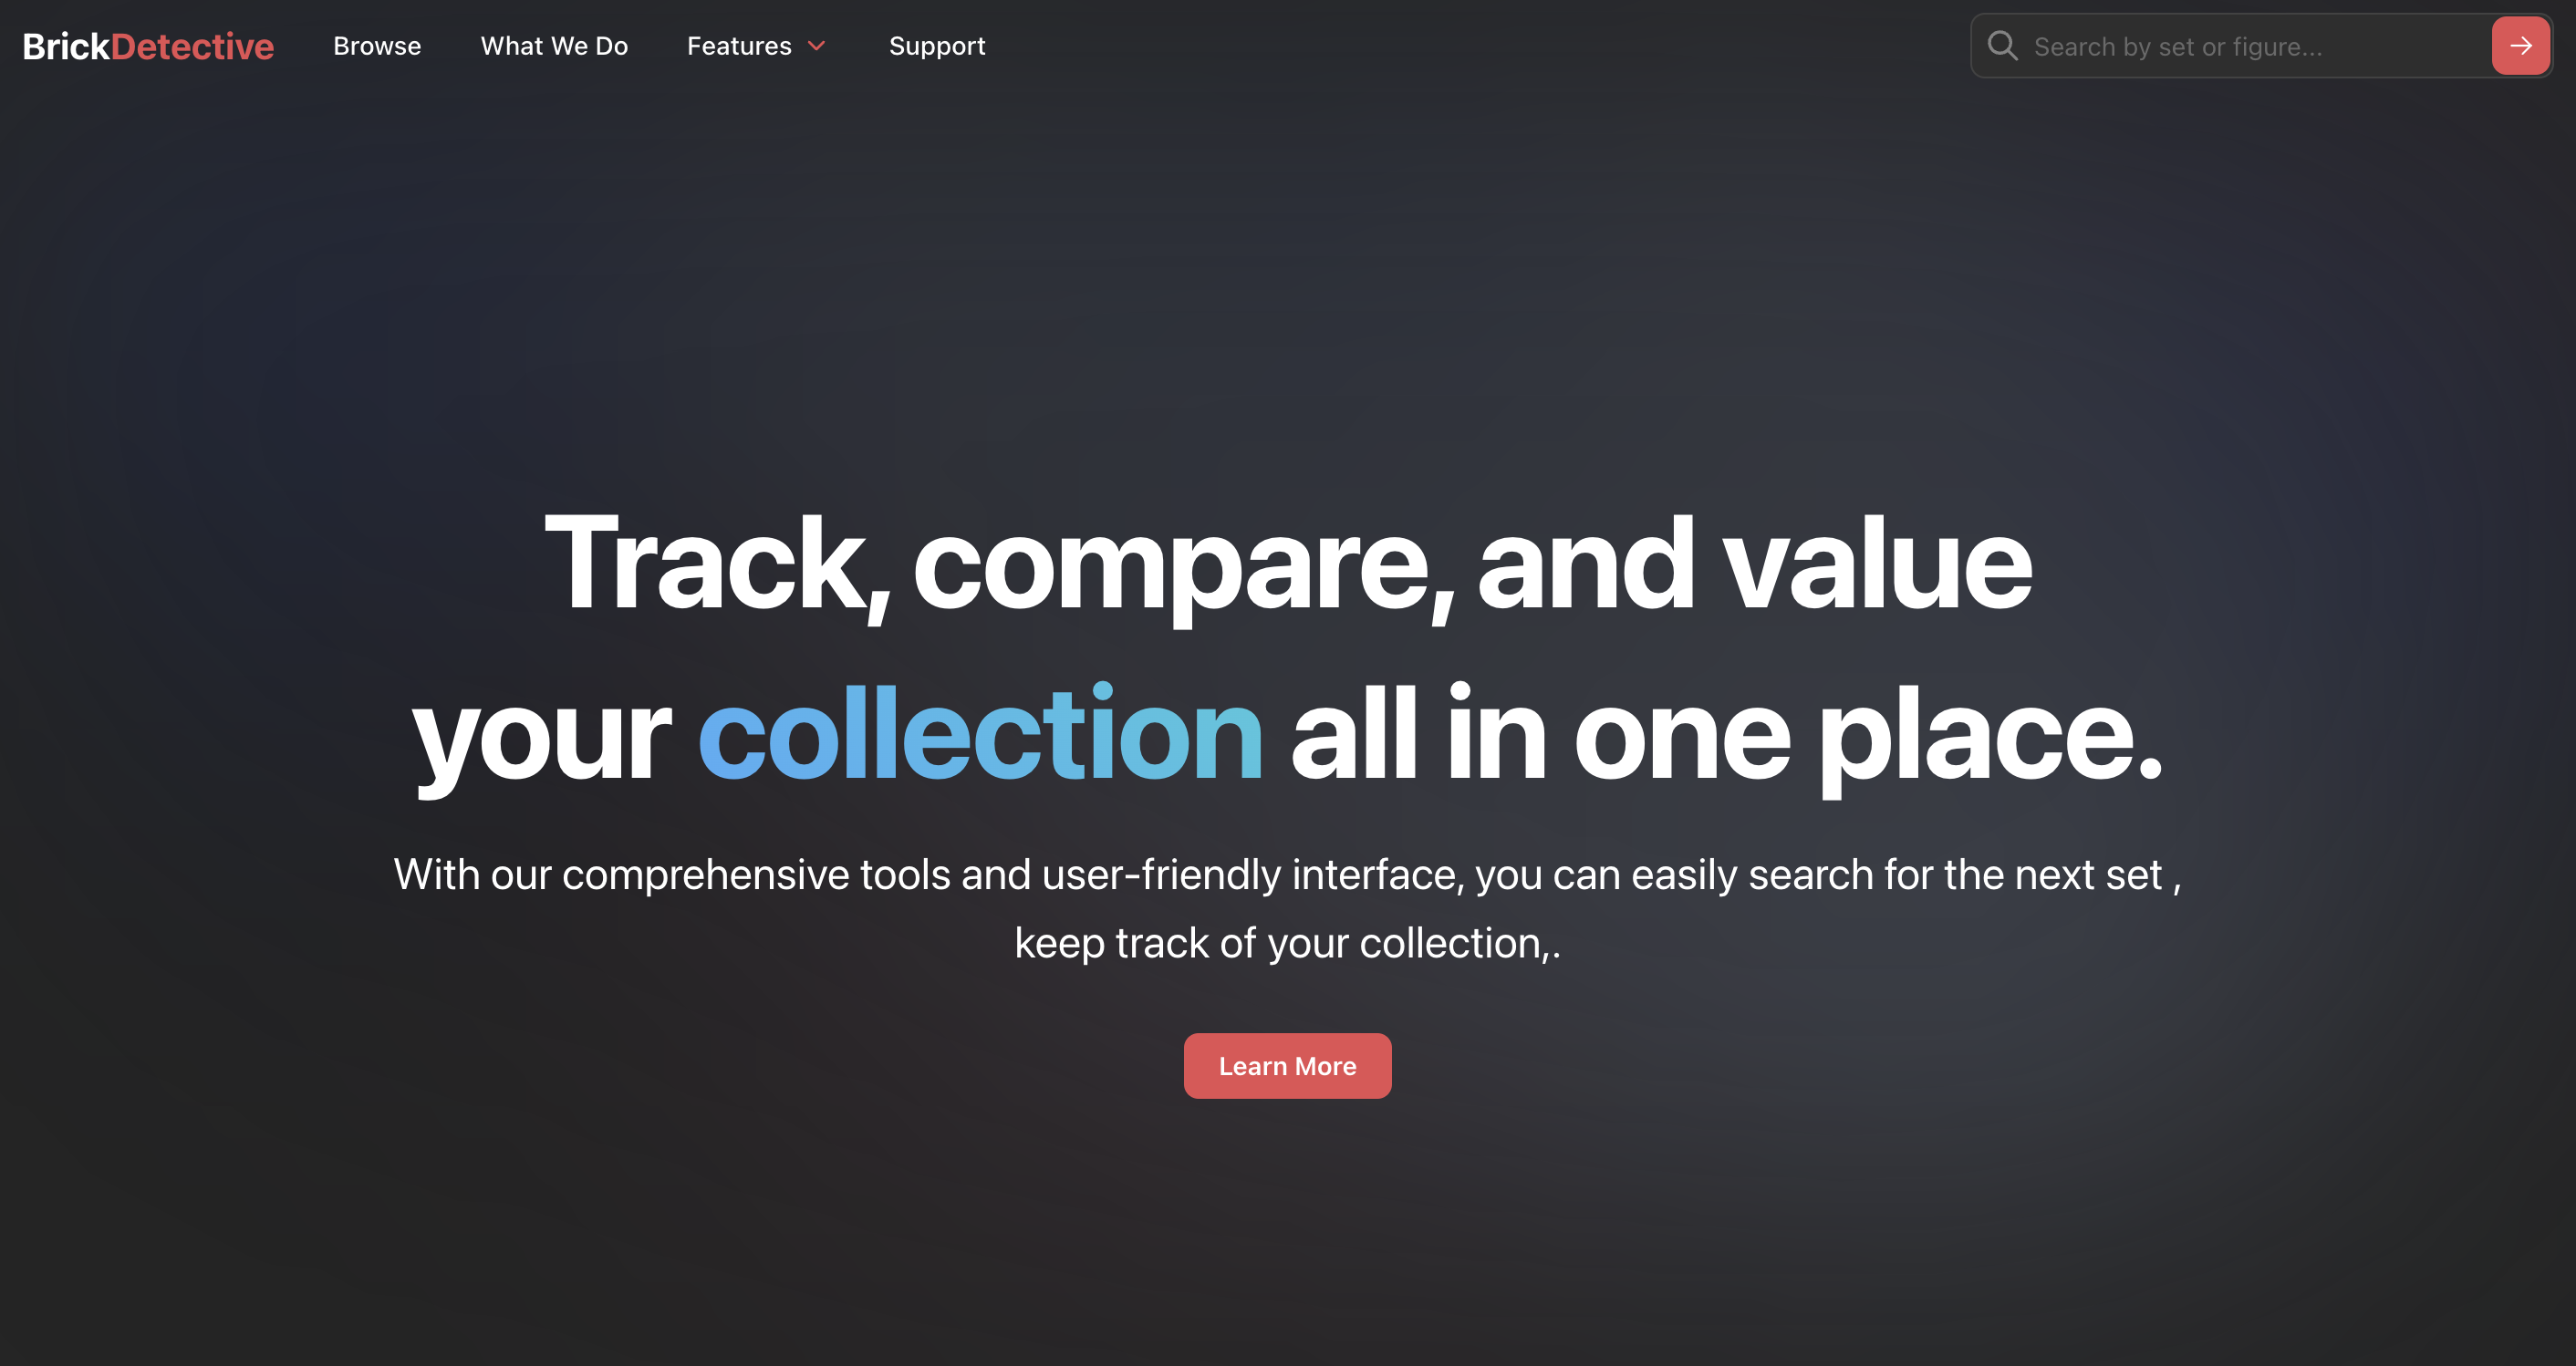 BrickDetective
Browse
What We Do
Features
Support
Search by set or figure...
Track, compare, and value
your collection all in one place.
With our comprehensive tools and user-friendly interface, you can easily search for the next set ,
keep track of your collection,.
Learn More